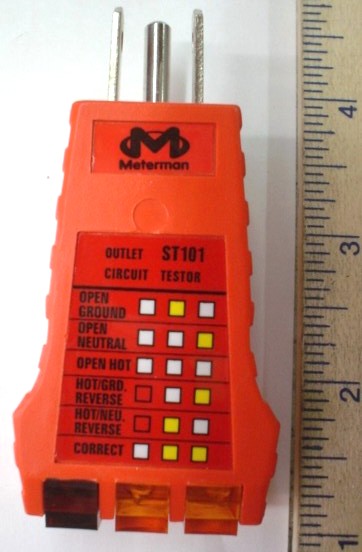 Meterman
OUTLET ST101
CIRCUIT TESTOR
OPEN
GROUND
OPEN
NEUTRAL
OPEN HOT
HOT/GRD.
REVERSE
HOT/NEU.
REVERSE
CORRECT
4
3
2
1